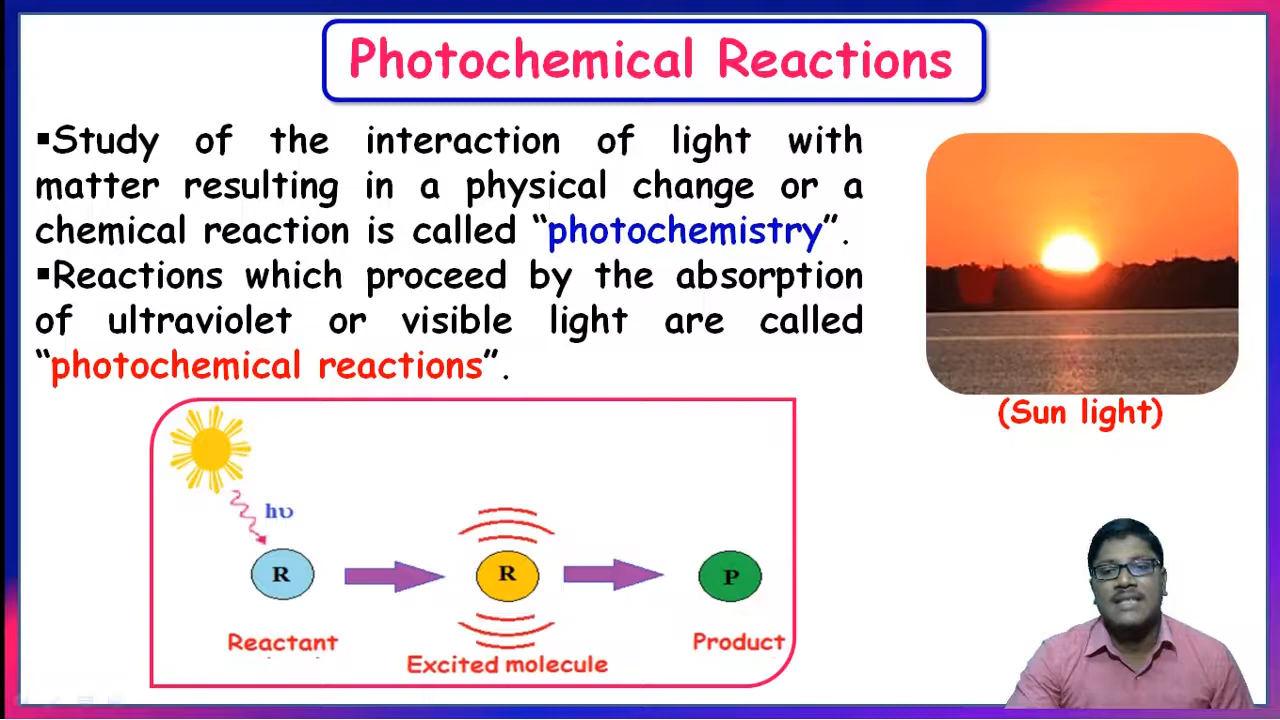 Photochemical Reactions
▪Study of the interaction of light with
matter resulting in a physical change or a
chemical reaction is called “photochemistry”.
▪Reactions which proceed by the absorption
of ultraviolet or visible light are called
“photochemical reactions”.
(Sun light)
hυ
R
R
P
Reactant
Excited molecule
Product